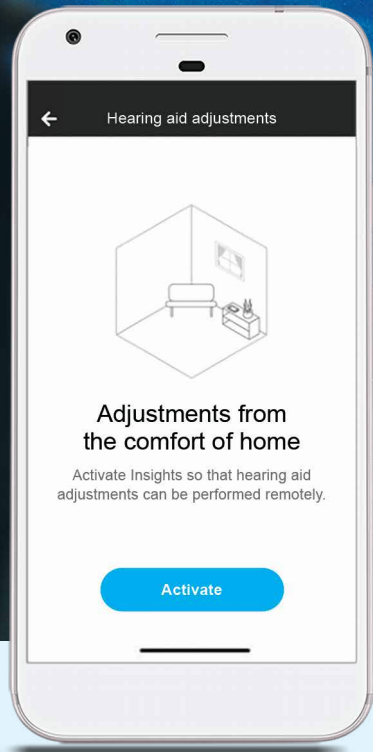 Hearing aid adjustments
Adjustments from
the comfort of home
Activate Insights so that hearing aid
adjustments can be performed remotely.
Activate